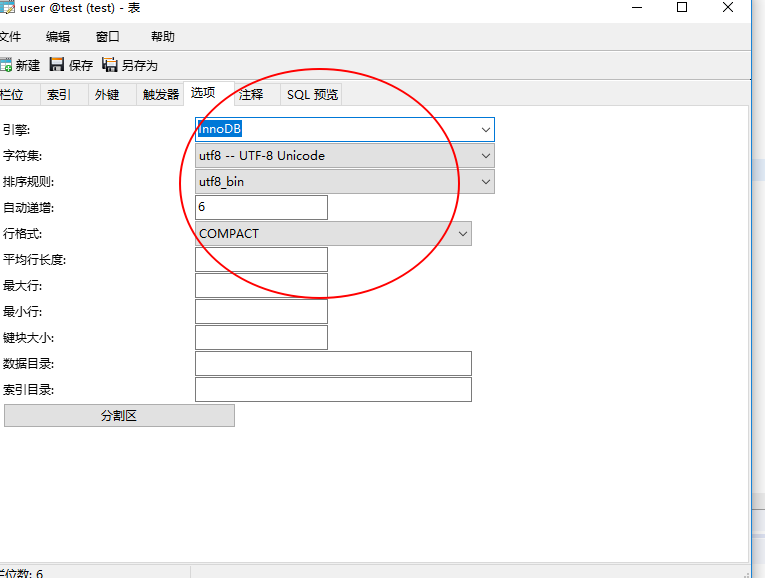 user @test (test) - 表
文件 编辑 窗口 帮助
新建 保存 另存为
栏位 索引 外键 触发器 选项 注释 SQL 预览
引擎: InnoDB
字符集: utf8 -- UTF-8 Unicode
排序规则: utf8_bin
自动递增: 6
行格式: COMPACT
平均行长度:
最大行:
最小行:
键块大小:
数据目录:
索引目录:
分割区
栏位数: 6